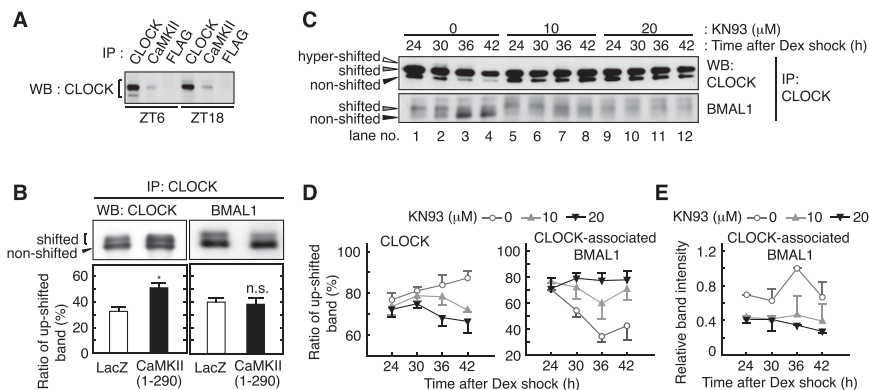 A
IP : CLOCK CaMKII FLAG CLOCK CaMKII FLAG
WB : CLOCK
ZT6 ZT18
B
IP: CLOCK
WB: CLOCK BMAL1
shifted
non-shifted
Ratio of up-shifted band (%)
60
40
20
0
*
n.s.
LacZ CaMKII (1-290) LacZ CaMKII (1-290)
C
0 10 20 : KN93 (μM)
24 30 36 42 24 30 36 42 24 30 36 42 : Time after Dex shock (h)
hyper-shifted
shifted
non-shifted
WB: CLOCK
IP: CLOCK
shifted
non-shifted
BMAL1
lane no. 1 2 3 4 5 6 7 8 9 10 11 12
D
KN93 (μM) 0 10 20
CLOCK
Ratio of up-shifted band (%)
100
80
60
24 30 36 42
CLOCK-associated BMAL1
100
80
60
40
20
24 30 36 42
Time after Dex shock (h)
E
KN93 (μM) 0 10 20
CLOCK-associated BMAL1
Relative band intensity
1.2
0.8
0.4
0
24 30 36 42
Time after Dex shock (h)